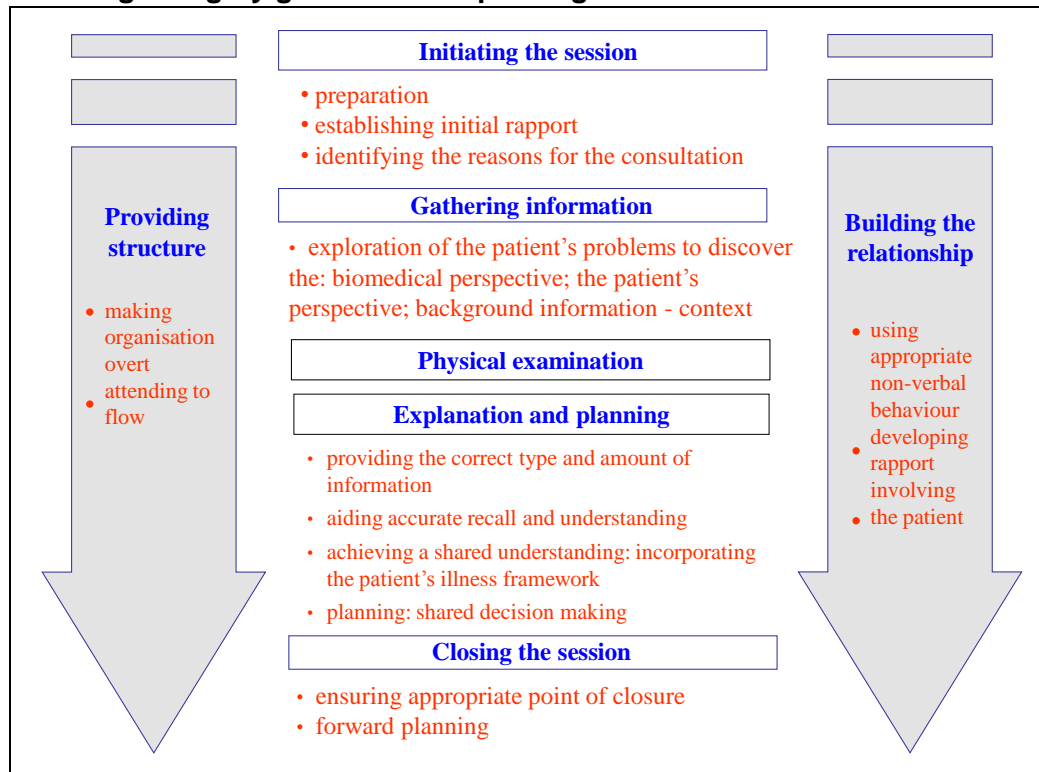 Initiating the session
• preparation
• establishing initial rapport
• identifying the reasons for the consultation
Providing
structure
• making
organisation
overt
• attending to
flow
Gathering information
• exploration of the patient's problems to discover
the: biomedical perspective; the patient's
perspective; background information - context
Physical examination
Explanation and planning
• providing the correct type and amount of
information
• aiding accurate recall and understanding
• achieving a shared understanding: incorporating
the patient's illness framework
• planning: shared decision making
Closing the session
• ensuring appropriate point of closure
• forward planning
Building the
relationship
• using
appropriate
non-verbal
behaviour
developing
• rapport
involving
• the patient